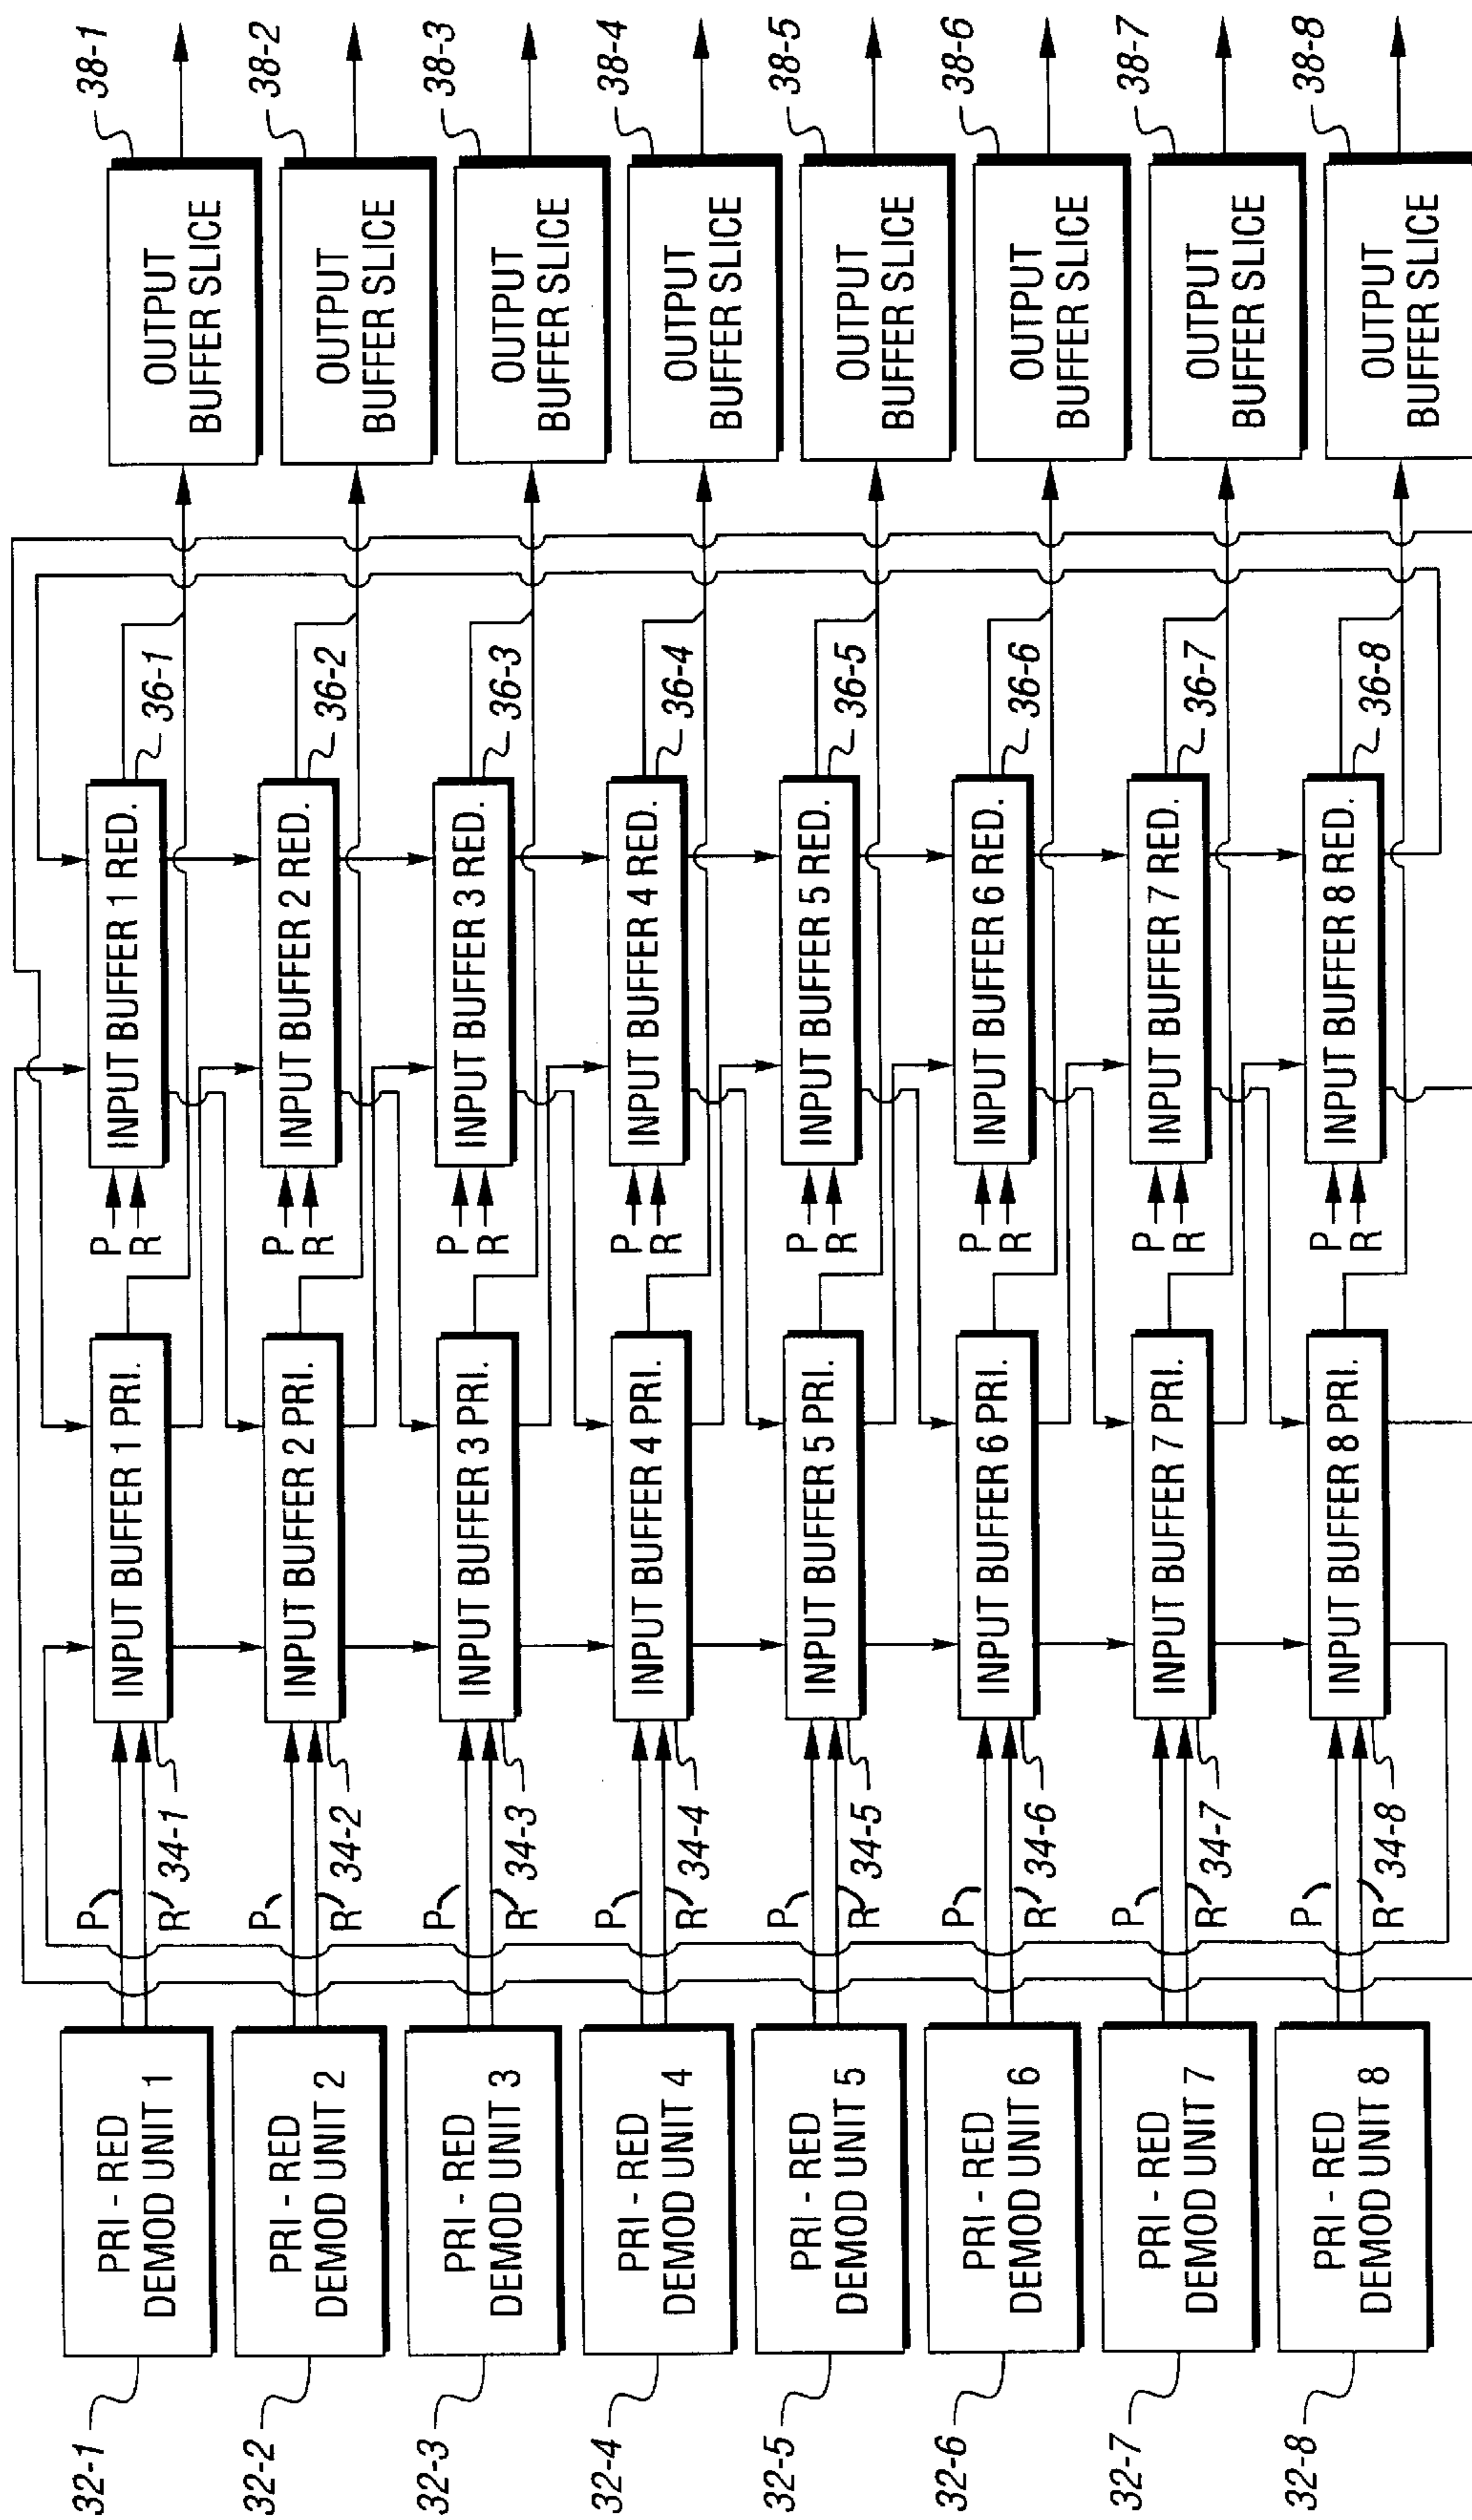 32-1
PRI - RED
DEMOD UNIT 1
P
R
34-1
INPUT BUFFER 1 PRI.
P
R
INPUT BUFFER 1 RED.
36-1
OUTPUT
BUFFER SLICE
38-1
32-2
PRI - RED
DEMOD UNIT 2
P
R
34-2
INPUT BUFFER 2 PRI.
P
R
INPUT BUFFER 2 RED.
36-2
OUTPUT
BUFFER SLICE
38-2
32-3
PRI - RED
DEMOD UNIT 3
P
R
34-3
INPUT BUFFER 3 PRI.
P
R
INPUT BUFFER 3 RED.
36-3
OUTPUT
BUFFER SLICE
38-3
32-4
PRI - RED
DEMOD UNIT 4
P
R
34-4
INPUT BUFFER 4 PRI.
P
R
INPUT BUFFER 4 RED.
36-4
OUTPUT
BUFFER SLICE
38-4
32-5
PRI - RED
DEMOD UNIT 5
P
R
34-5
INPUT BUFFER 5 PRI.
P
R
INPUT BUFFER 5 RED.
36-5
OUTPUT
BUFFER SLICE
38-5
32-6
PRI - RED
DEMOD UNIT 6
P
R
34-6
INPUT BUFFER 6 PRI.
P
R
INPUT BUFFER 6 RED.
36-6
OUTPUT
BUFFER SLICE
38-6
32-7
PRI - RED
DEMOD UNIT 7
P
R
34-7
INPUT BUFFER 7 PRI.
P
R
INPUT BUFFER 7 RED.
36-7
OUTPUT
BUFFER SLICE
38-7
32-8
PRI - RED
DEMOD UNIT 8
P
R
34-8
INPUT BUFFER 8 PRI.
P
R
INPUT BUFFER 8 RED.
36-8
OUTPUT
BUFFER SLICE
38-8